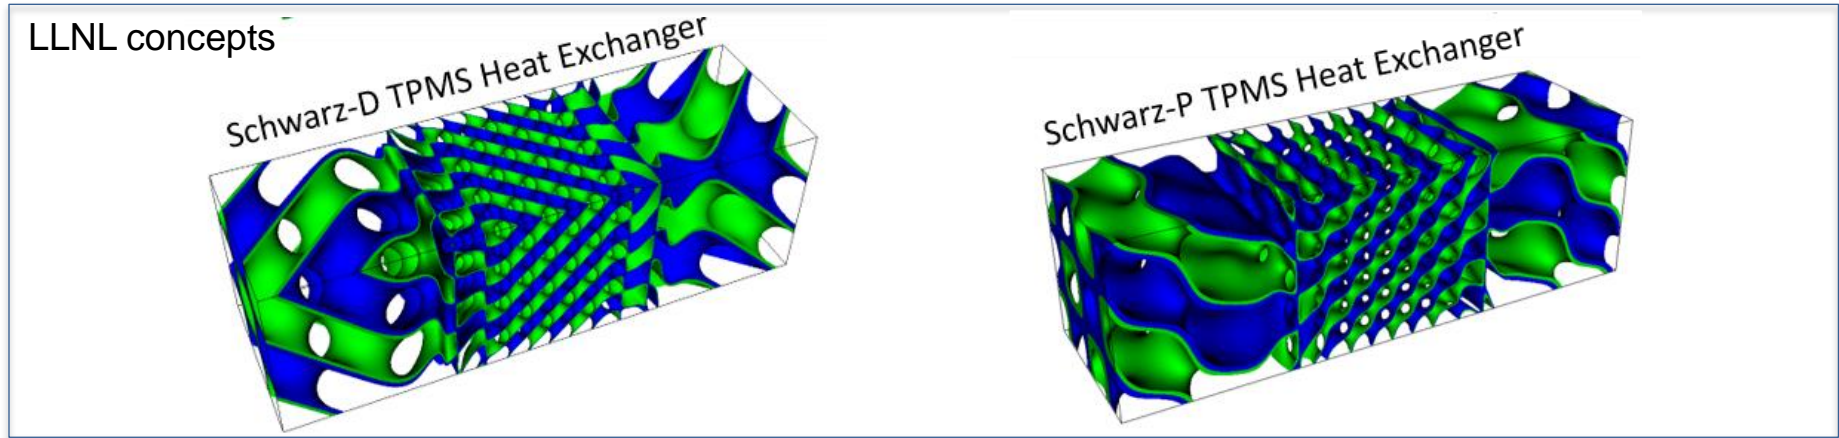 LLNL concepts
Schwarz-D TPMS Heat Exchanger
Schwarz-P TPMS Heat Exchanger